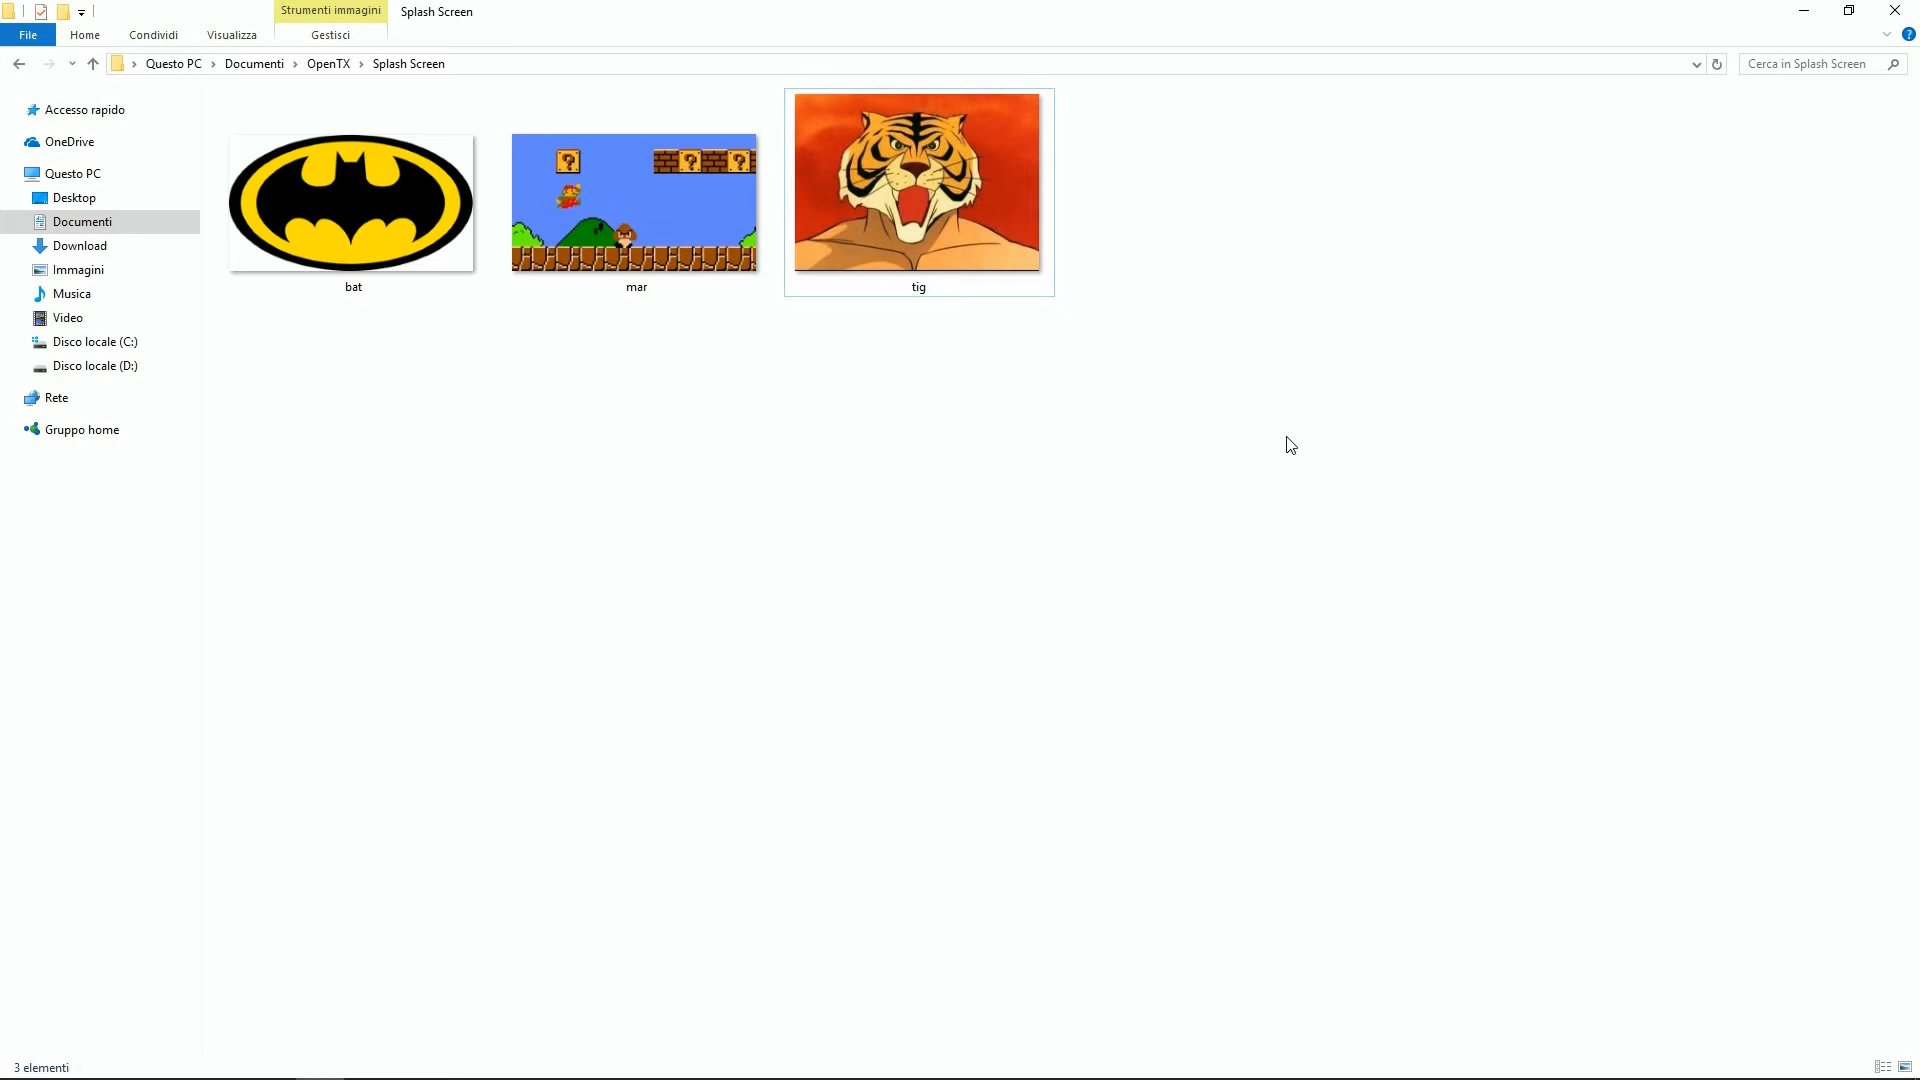 Strumenti immagini
Splash Screen
File
Home
Condividi
Visualizza
Gestisci
?
Questo PC > Documenti > OpenTX > Splash Screen
Cerca in Splash Screen
Accesso rapido
OneDrive
Questo PC
Desktop
Documenti
Download
Immagini
Musica
Video
Disco locale (C:)
Disco locale (D:)
Rete
Gruppo home
? ? ?
bat
mar
tig
3 elementi